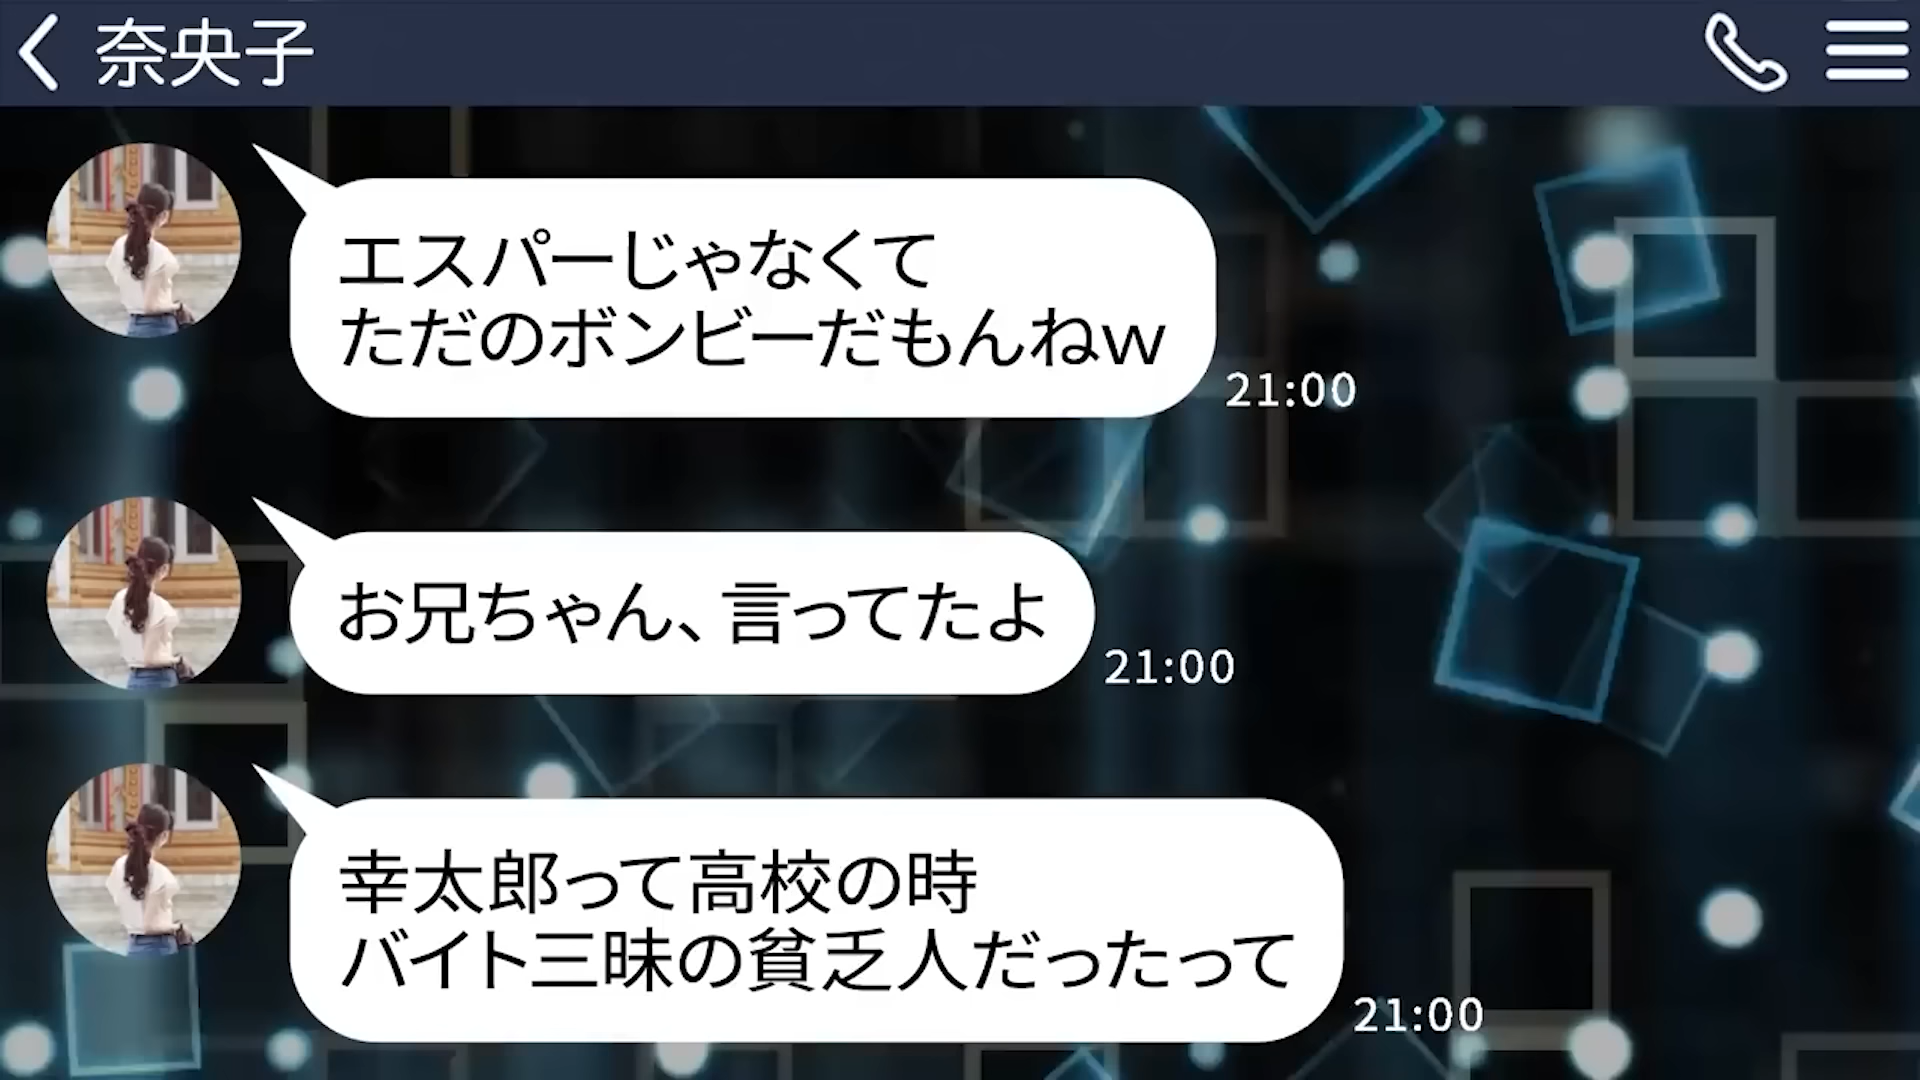 奈央子
エスパーじゃなくて
ただのボンビーだもんねw
21:00
お兄ちゃん、言ってたよ
21:00
幸太郎って高校の時
バイト三昧の貧乏人だったって
21:00